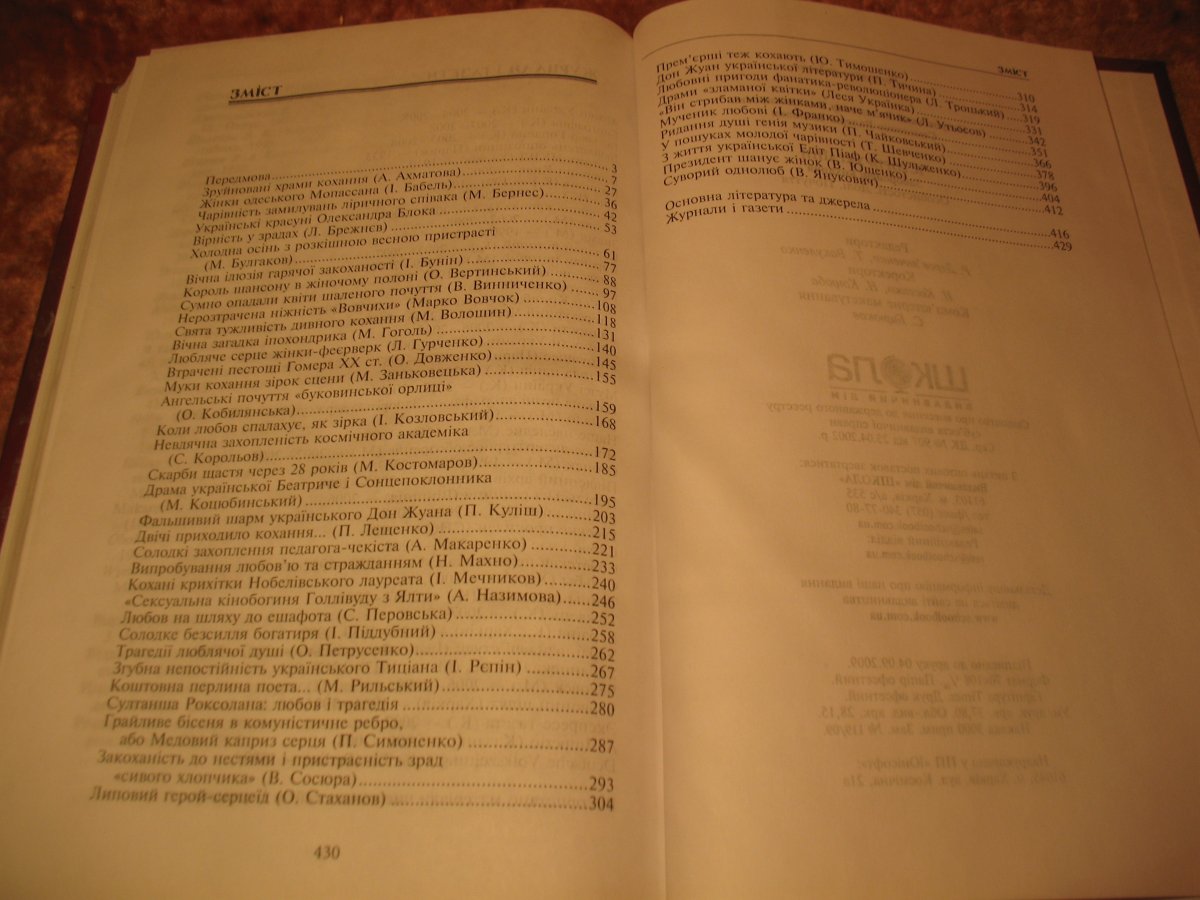 ЗМІСТ
Передмова 3
Зруйновані храми кохання (А. Ахматова) 7
Жінки одеського Мопассана (І. Бабель) 27
Чарівність замилувань ліричного співака (М. Бернес) 36
Українські красуні Олександра Блока 42
Вірність у зрадах (Л. Брежнєв) 53
Холодна осінь з розкішною весною пристрасті
(М. Булгаков) 61
Вічна ілюзія гарячої закоханості (І. Бунін) 77
Король шансону в жіночому полоні (О. Вертинський) 88
Сумно опадали квіти шаленого почуття (В. Винниченко) 97
Нерозтрачена ніжність «Вовчихи» (Марко Вовчок) 108
Свята тужливість дивного кохання (М. Волошин) 118
Вічна загадка іпохондрика (М. Гоголь) 131
Любляче серце жінки-феєрверк (Л. Гурченко) 140
Втрачені пестощі Гомера ХХ ст. (О. Довженко) 145
Муки кохання зірок сцени (М. Заньковецька) 155
Ангельські почуття «буковинської орлиці»
(О. Кобилянська) 159
Коли любов спалахує, як зірка (І. Козловський) 168
Невдячна захопленість космічного академіка
(С. Корольов) 172
Скарби щастя через 28 років (М. Костомаров) 185
Драма української Беатриче і Сонцепоклонника
(М. Коцюбинський) 195
Фальшивий шарм українського Дон Жуана (П. Куліш) 203
Двічі приходило кохання... (П. Лещенко) 215
Солодкі захоплення педагога-чекіста (А. Макаренко) 221
Випробування любов'ю та стражданням (Н. Махно) 233
Кохані крихітки Нобелівського лауреата (І. Мечников) 240
«Сексуальна кінобогиня Голлівуду з Ялти» (А. Назимова) 246
Любов на шляху до ешафота (С. Перовська) 252
Солодке безсилля богатиря (І. Піддубний) 258
Трагедії люблячої душі (О. Петрусенко) 262
Згубна непостійність українського Тиціана (І. Рєпін) 267
Коштовна перлина поета... (М. Рильський) 275
Султанша Роксолана: любов і трагедія 280
Грайливе бісеня в комуністичне ребро,
або Медовий каприз серця (П. Симоненко) 287
Закоханість до нестями і пристрасність зрад
«сивого хлопчика» (В. Сосюра) 293
Липовий герой-серцеїд (О. Стаханов) 304
430
ЗМІСТ
Прем'єрші теж кохають (Ю. Тимошенко) 310
Дон Жуан української літератури (П. Тичина) 314
Любовні пригоди фанатика-революціонера (Л. Троцький) 319
Драми «зламаної квітки» (Леся Українка) 331
«Він стрибав між жінками, наче м'ячик» (Л. Утьосов) 342
Мученик любові (І. Франко) 351
Ридання душі генія музики (П. Чайковський) 366
У пошуках молодої чарівності (Т. Шевченко) 378
З життя української Едіт Піаф (К. Шульженко) 396
Президент шанує жінок (В. Ющенко) 404
Суворий однолюб (В. Янукович) 412
Основна література та джерела 416
Журнали і газети 429